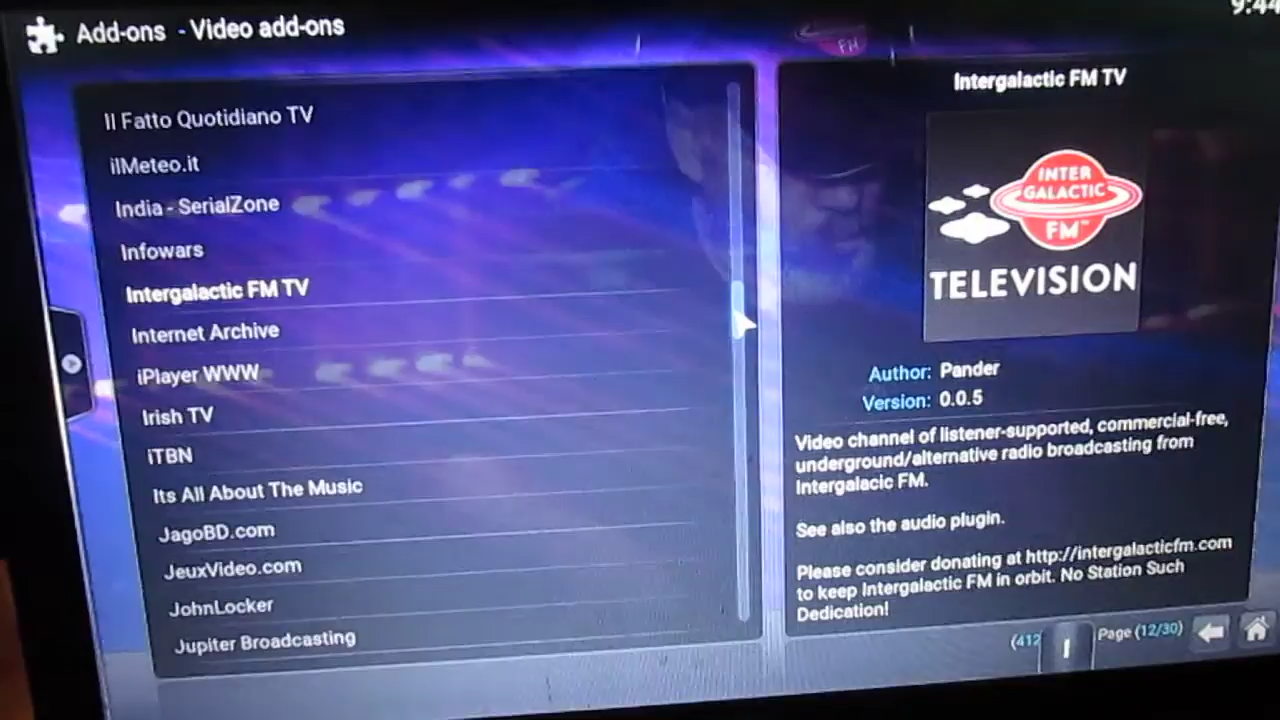 Add-ons - Video add-ons
9:44
Il Fatto Quotidiano TV
ilMeteo.it
India - SerialZone
Infowars
Intergalactic FM TV
Internet Archive
iPlayer WWW
Irish TV
iTBN
Its All About The Music
JagoBD.com
JeuxVideo.com
JohnLocker
Jupiter Broadcasting
FM
Intergalactic FM TV
INTER
GALACTIC
FM™
TELEVISION
Author: Pander
Version: 0.0.5
Video channel of listener-supported, commercial-free,
underground/alternative radio broadcasting from
Intergalacic FM.
See also the audio plugin.
Please consider donating at http://intergalacticfm.com
to keep Intergalactic FM in orbit. No Station Such
Dedication!
(412 I Page (12/30)